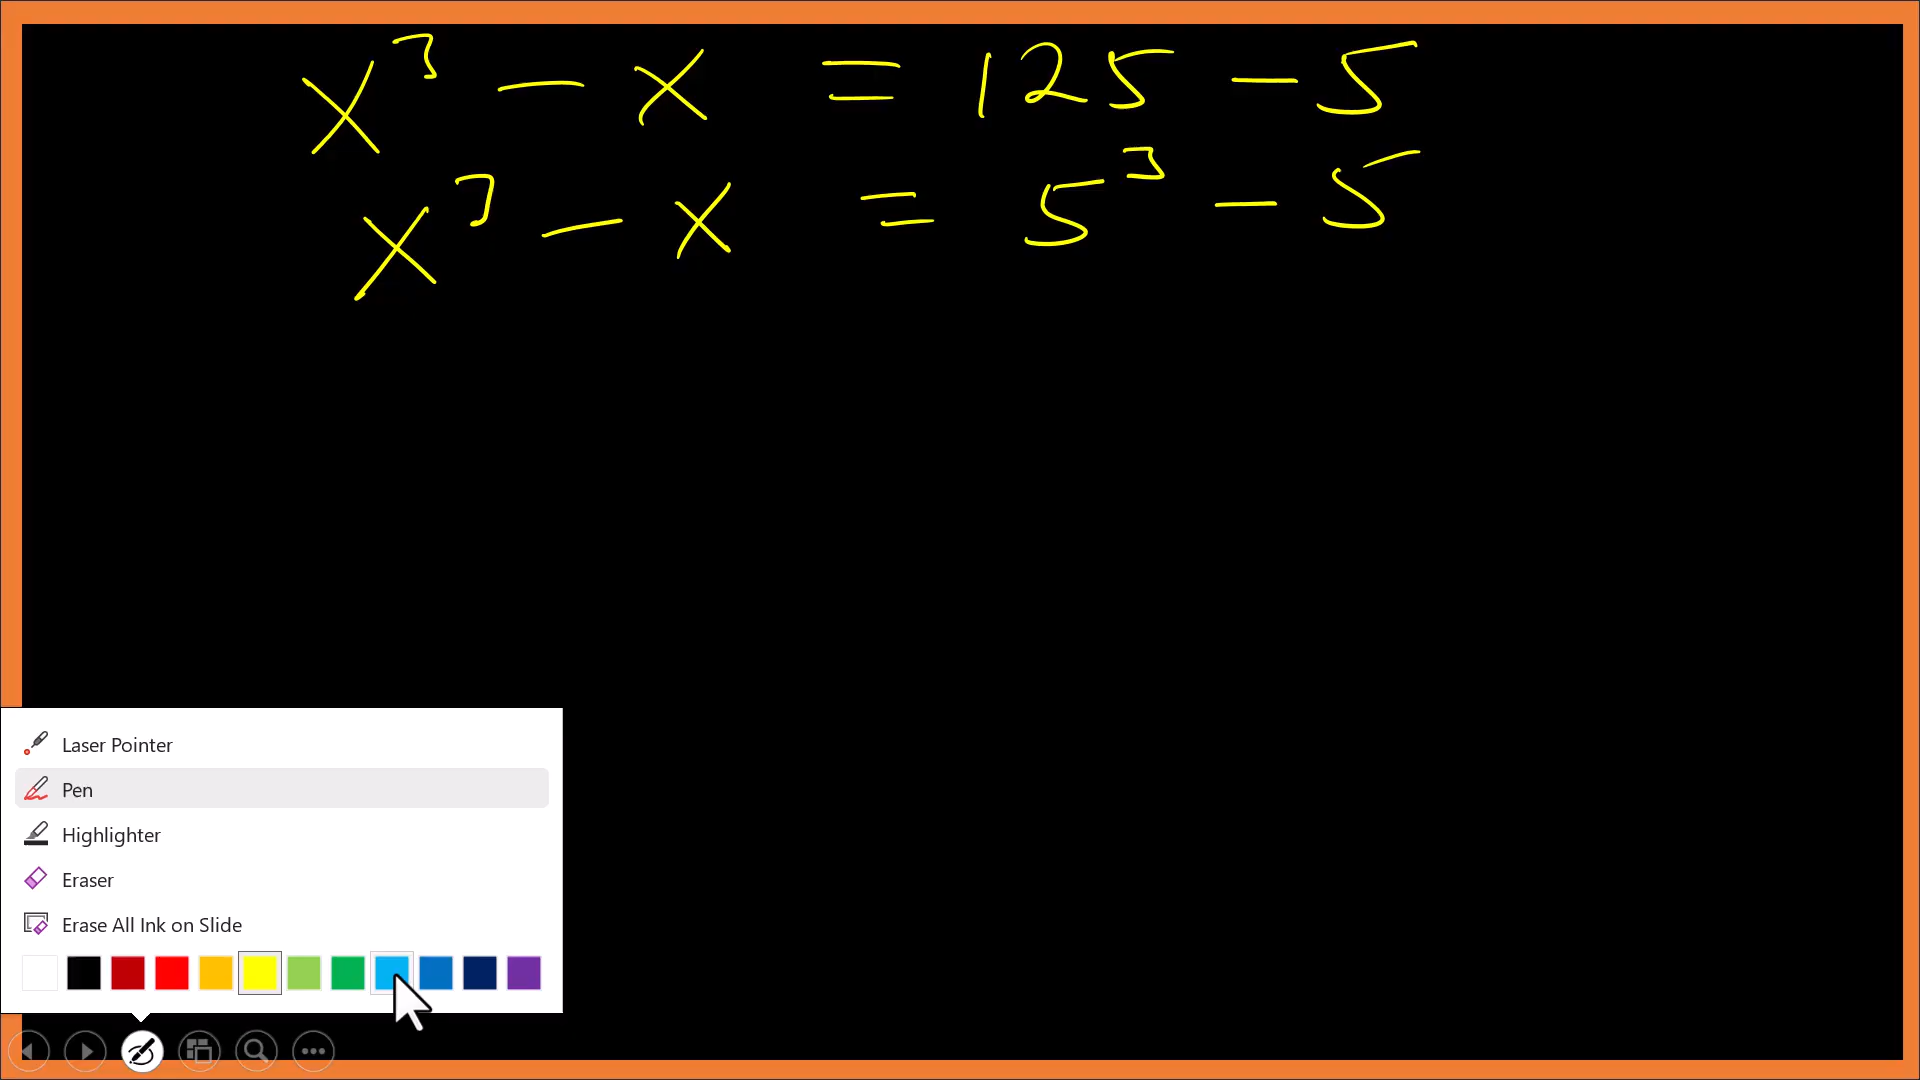 x³ - x = 125 - 5
x³ - x = 5³ - 5
Laser Pointer
Pen
Highlighter
Eraser
Erase All Ink on Slide